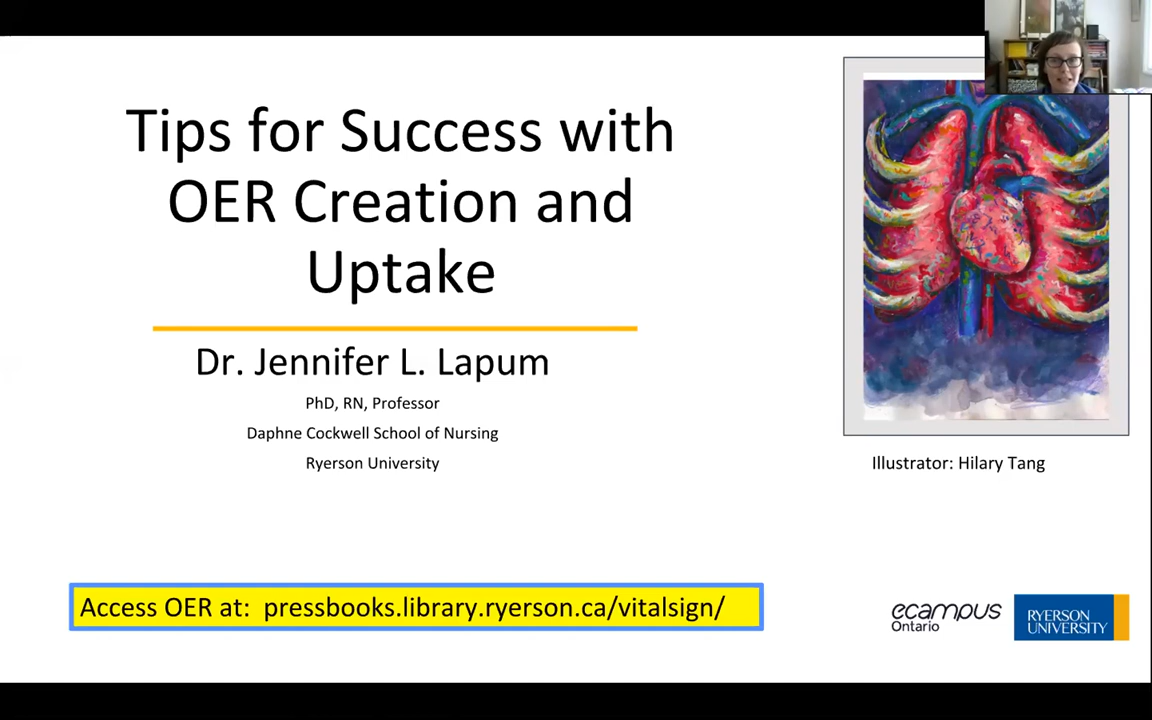 Tips for Success with
OER Creation and
Uptake
Dr. Jennifer L. Lapum
PhD, RN, Professor
Daphne Cockwell School of Nursing
Ryerson University
Illustrator: Hilary Tang
Access OER at:  pressbooks.library.ryerson.ca/vitalsign/
ecampus
Ontario
RYERSON
UNIVERSITY